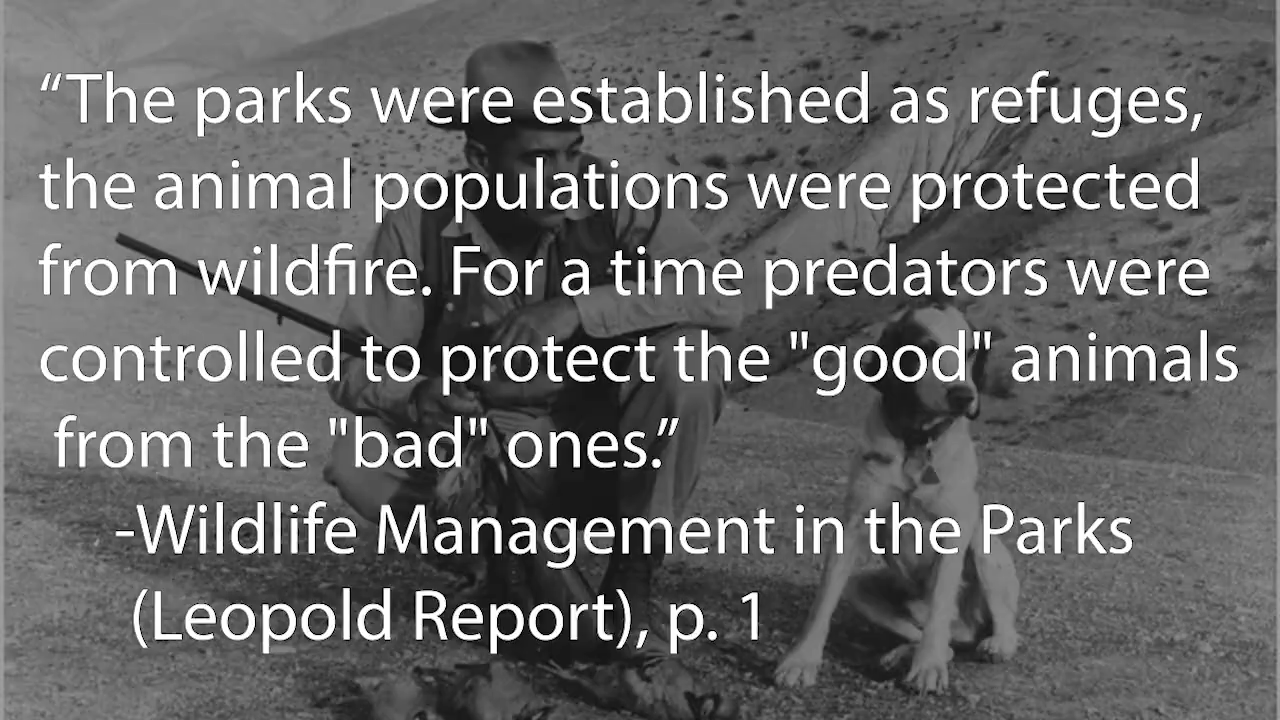 “The parks were established as refuges,
the animal populations were protected
from wildfire. For a time predators were
controlled to protect the "good" animals
from the "bad" ones.”
-Wildlife Management in the Parks
(Leopold Report), p. 1